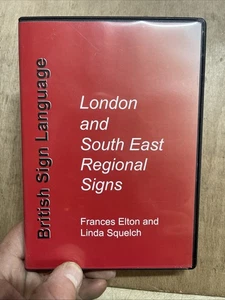 British Sign Language
London
and
South East
Regional
Signs
Frances Elton and
Linda Squelch